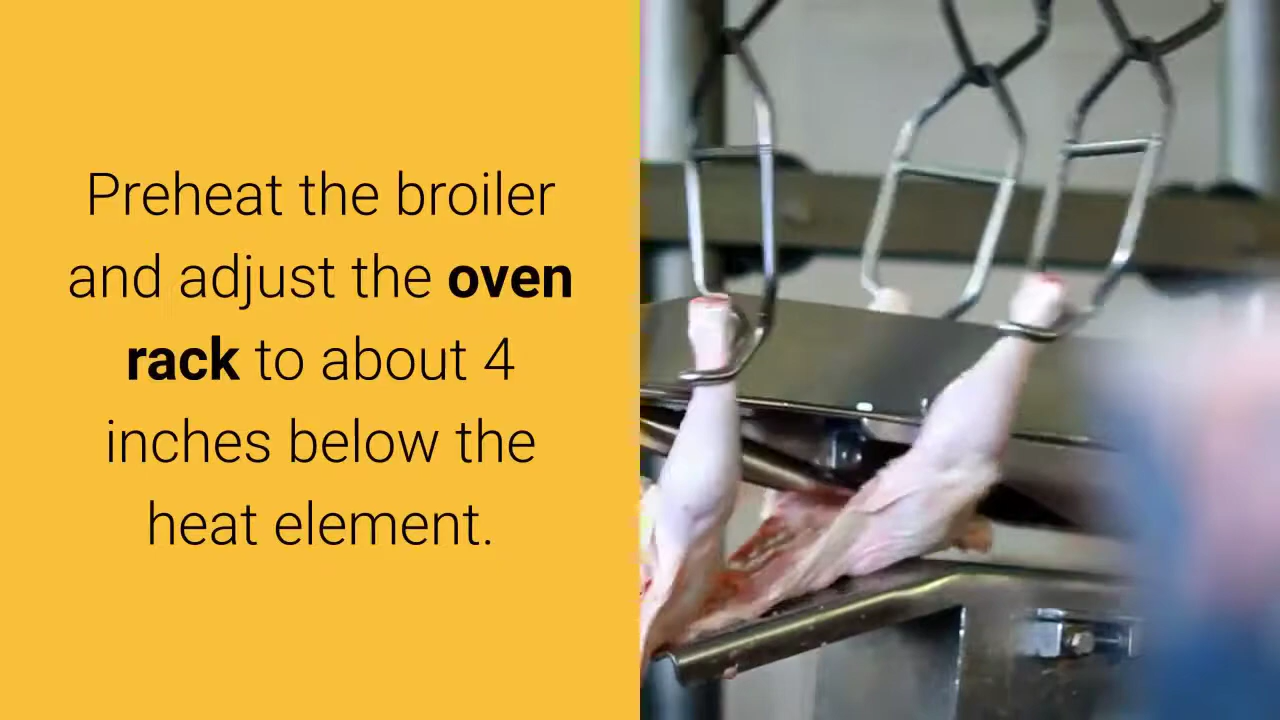 Preheat the broiler
and adjust the oven
rack to about 4
inches below the
heat element.